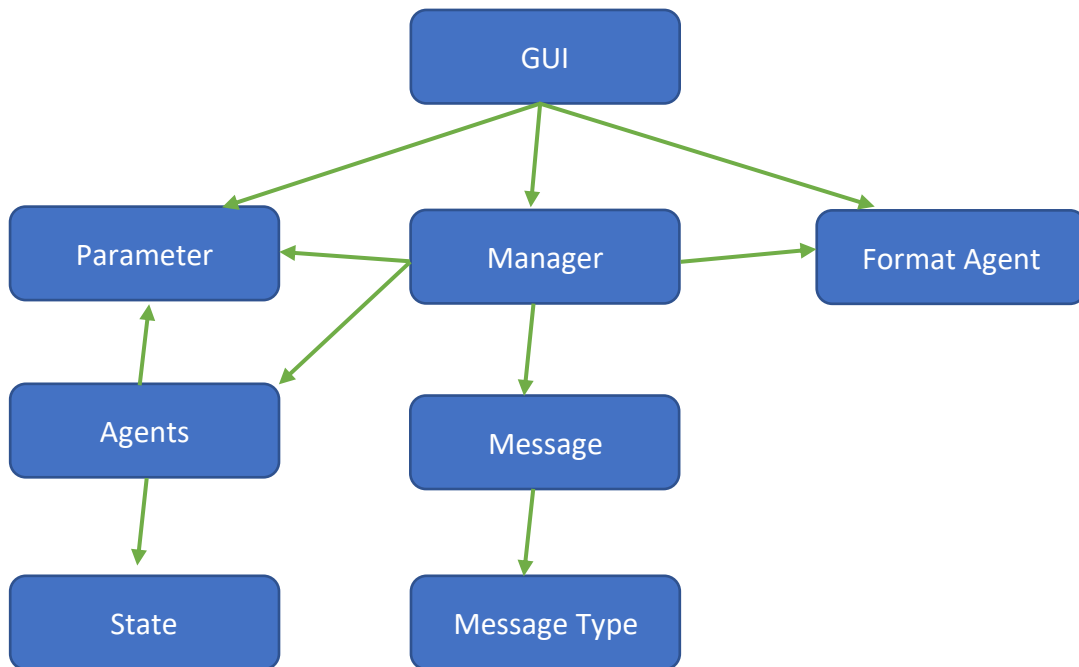 GUI
Parameter
Manager
Format Agent
Agents
Message
State
Message Type